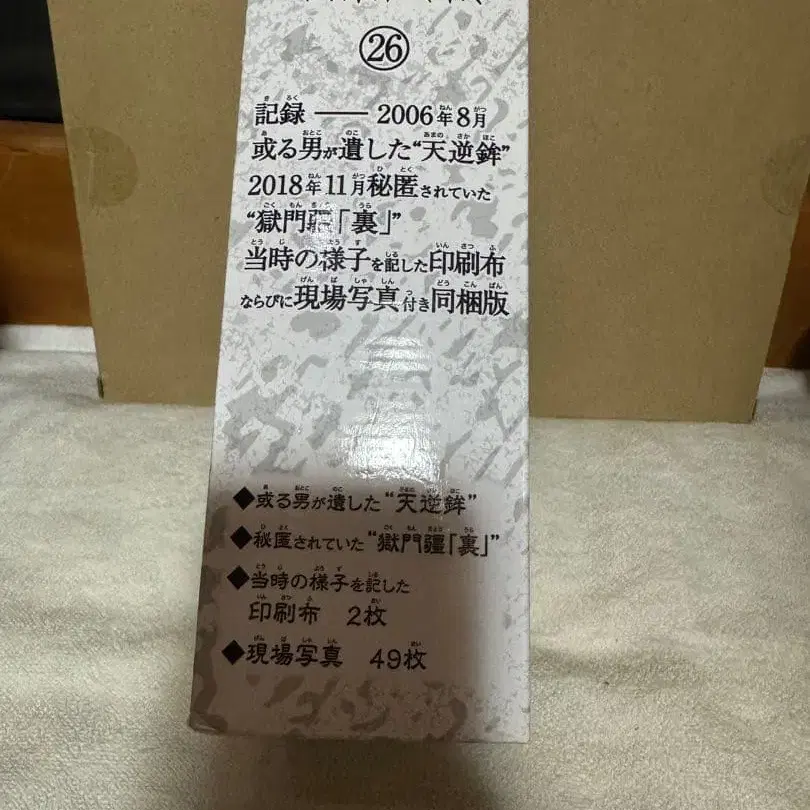 ㉖
記録 ── 2006年8月
或る男が遺した“天逆鉾”
2018年11月秘匿されていた
“獄門疆「裏」”
当時の様子を記した印刷布
ならびに現場写真付き同梱版
◆或る男が遺した“天逆鉾”
◆秘匿されていた“獄門疆「裏」”
◆当時の様子を記した
印刷布 2枚
◆現場写真 49枚